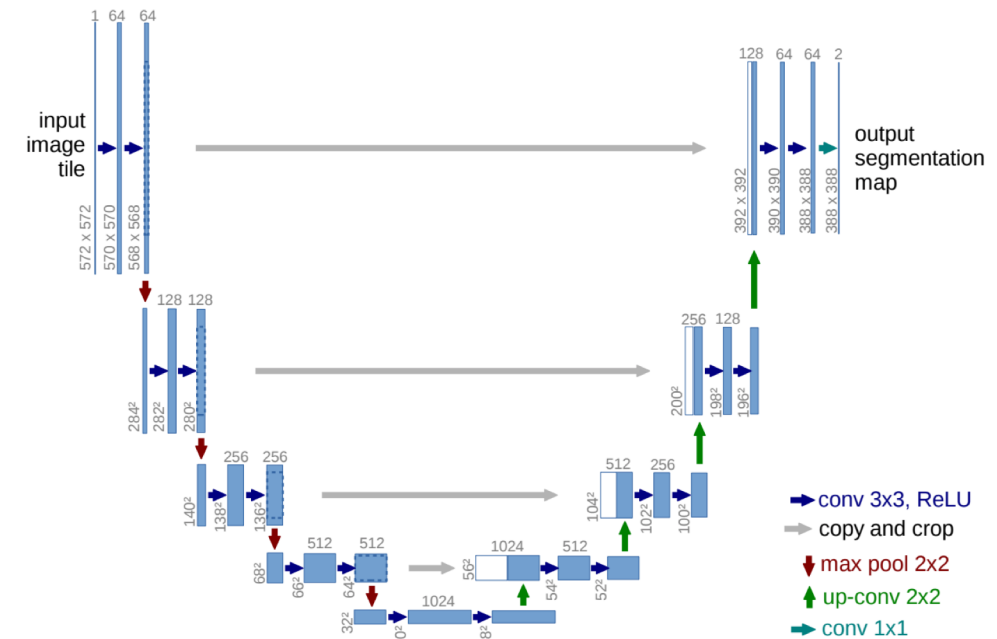 1 64 64
input
image
tile
572 x 572
570 x 570
568 x 568
128 64 64 2
392 x 392
390 x 390
388 x 388
388 x 388
output
segmentation
map
128 128
284²
282²
280²
256 128
200²
198²
196²
256 256
140²
138²
136²
512 256
104²
102²
100²
512 512
68²
66²
64²
1024 512
56²
54²
52²
1024
32²
0²
8²
conv 3x3, ReLU
copy and crop
max pool 2x2
up-conv 2x2
conv 1x1